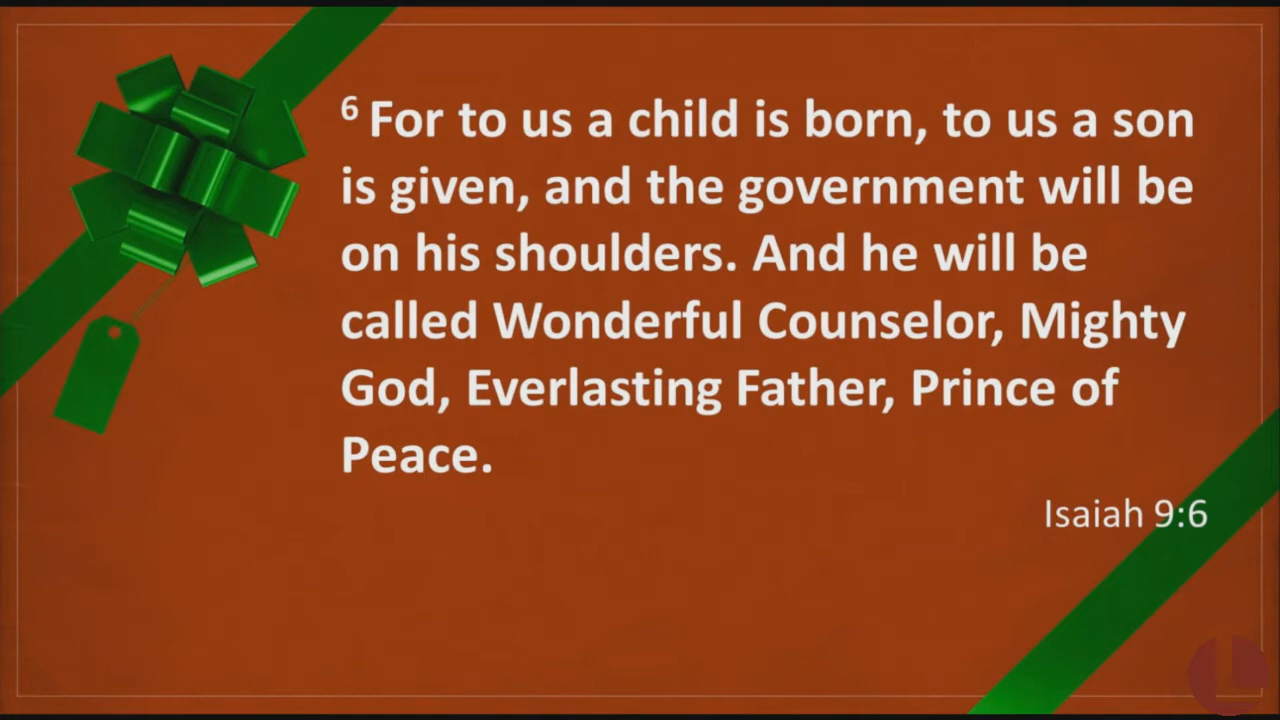 6 For to us a child is born, to us a son
is given, and the government will be
on his shoulders. And he will be
called Wonderful Counselor, Mighty
God, Everlasting Father, Prince of
Peace.
Isaiah 9:6